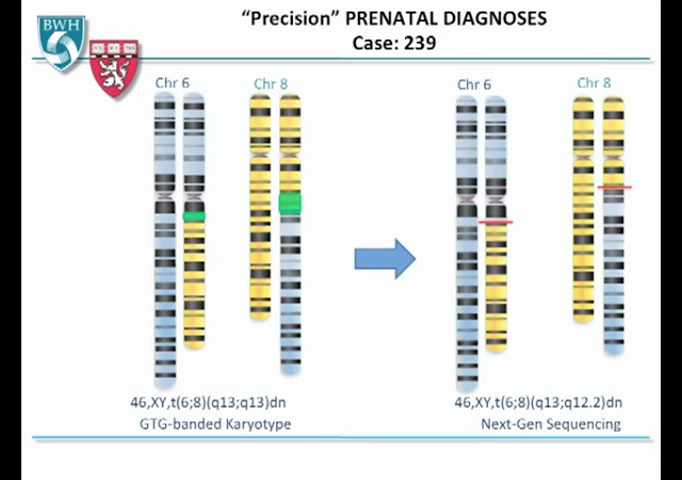 "Precision" PRENATAL DIAGNOSES
Case: 239
BWH
Chr 6
Chr 8
Chr 6
Chr 8
46,XY,t(6;8)(q13;q13)dn
GTG-banded Karyotype
46,XY,t(6;8)(q13;q12.2)dn
Next-Gen Sequencing